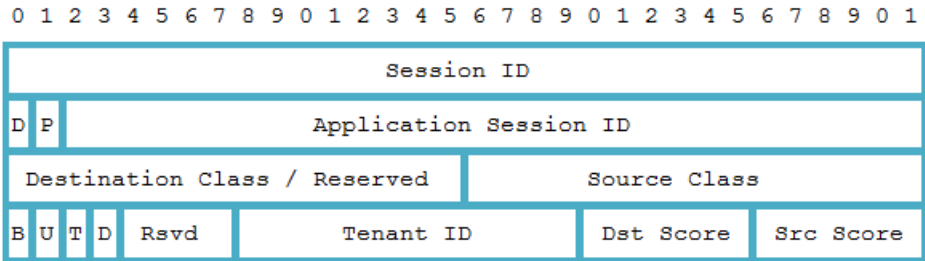 0 1 2 3 4 5 6 7 8 9 0 1 2 3 4 5 6 7 8 9 0 1 2 3 4 5 6 7 8 9 0 1
Session ID
D P Application Session ID
Destination Class / Reserved Source Class
B U T D Rsvd Tenant ID Dst Score Src Score